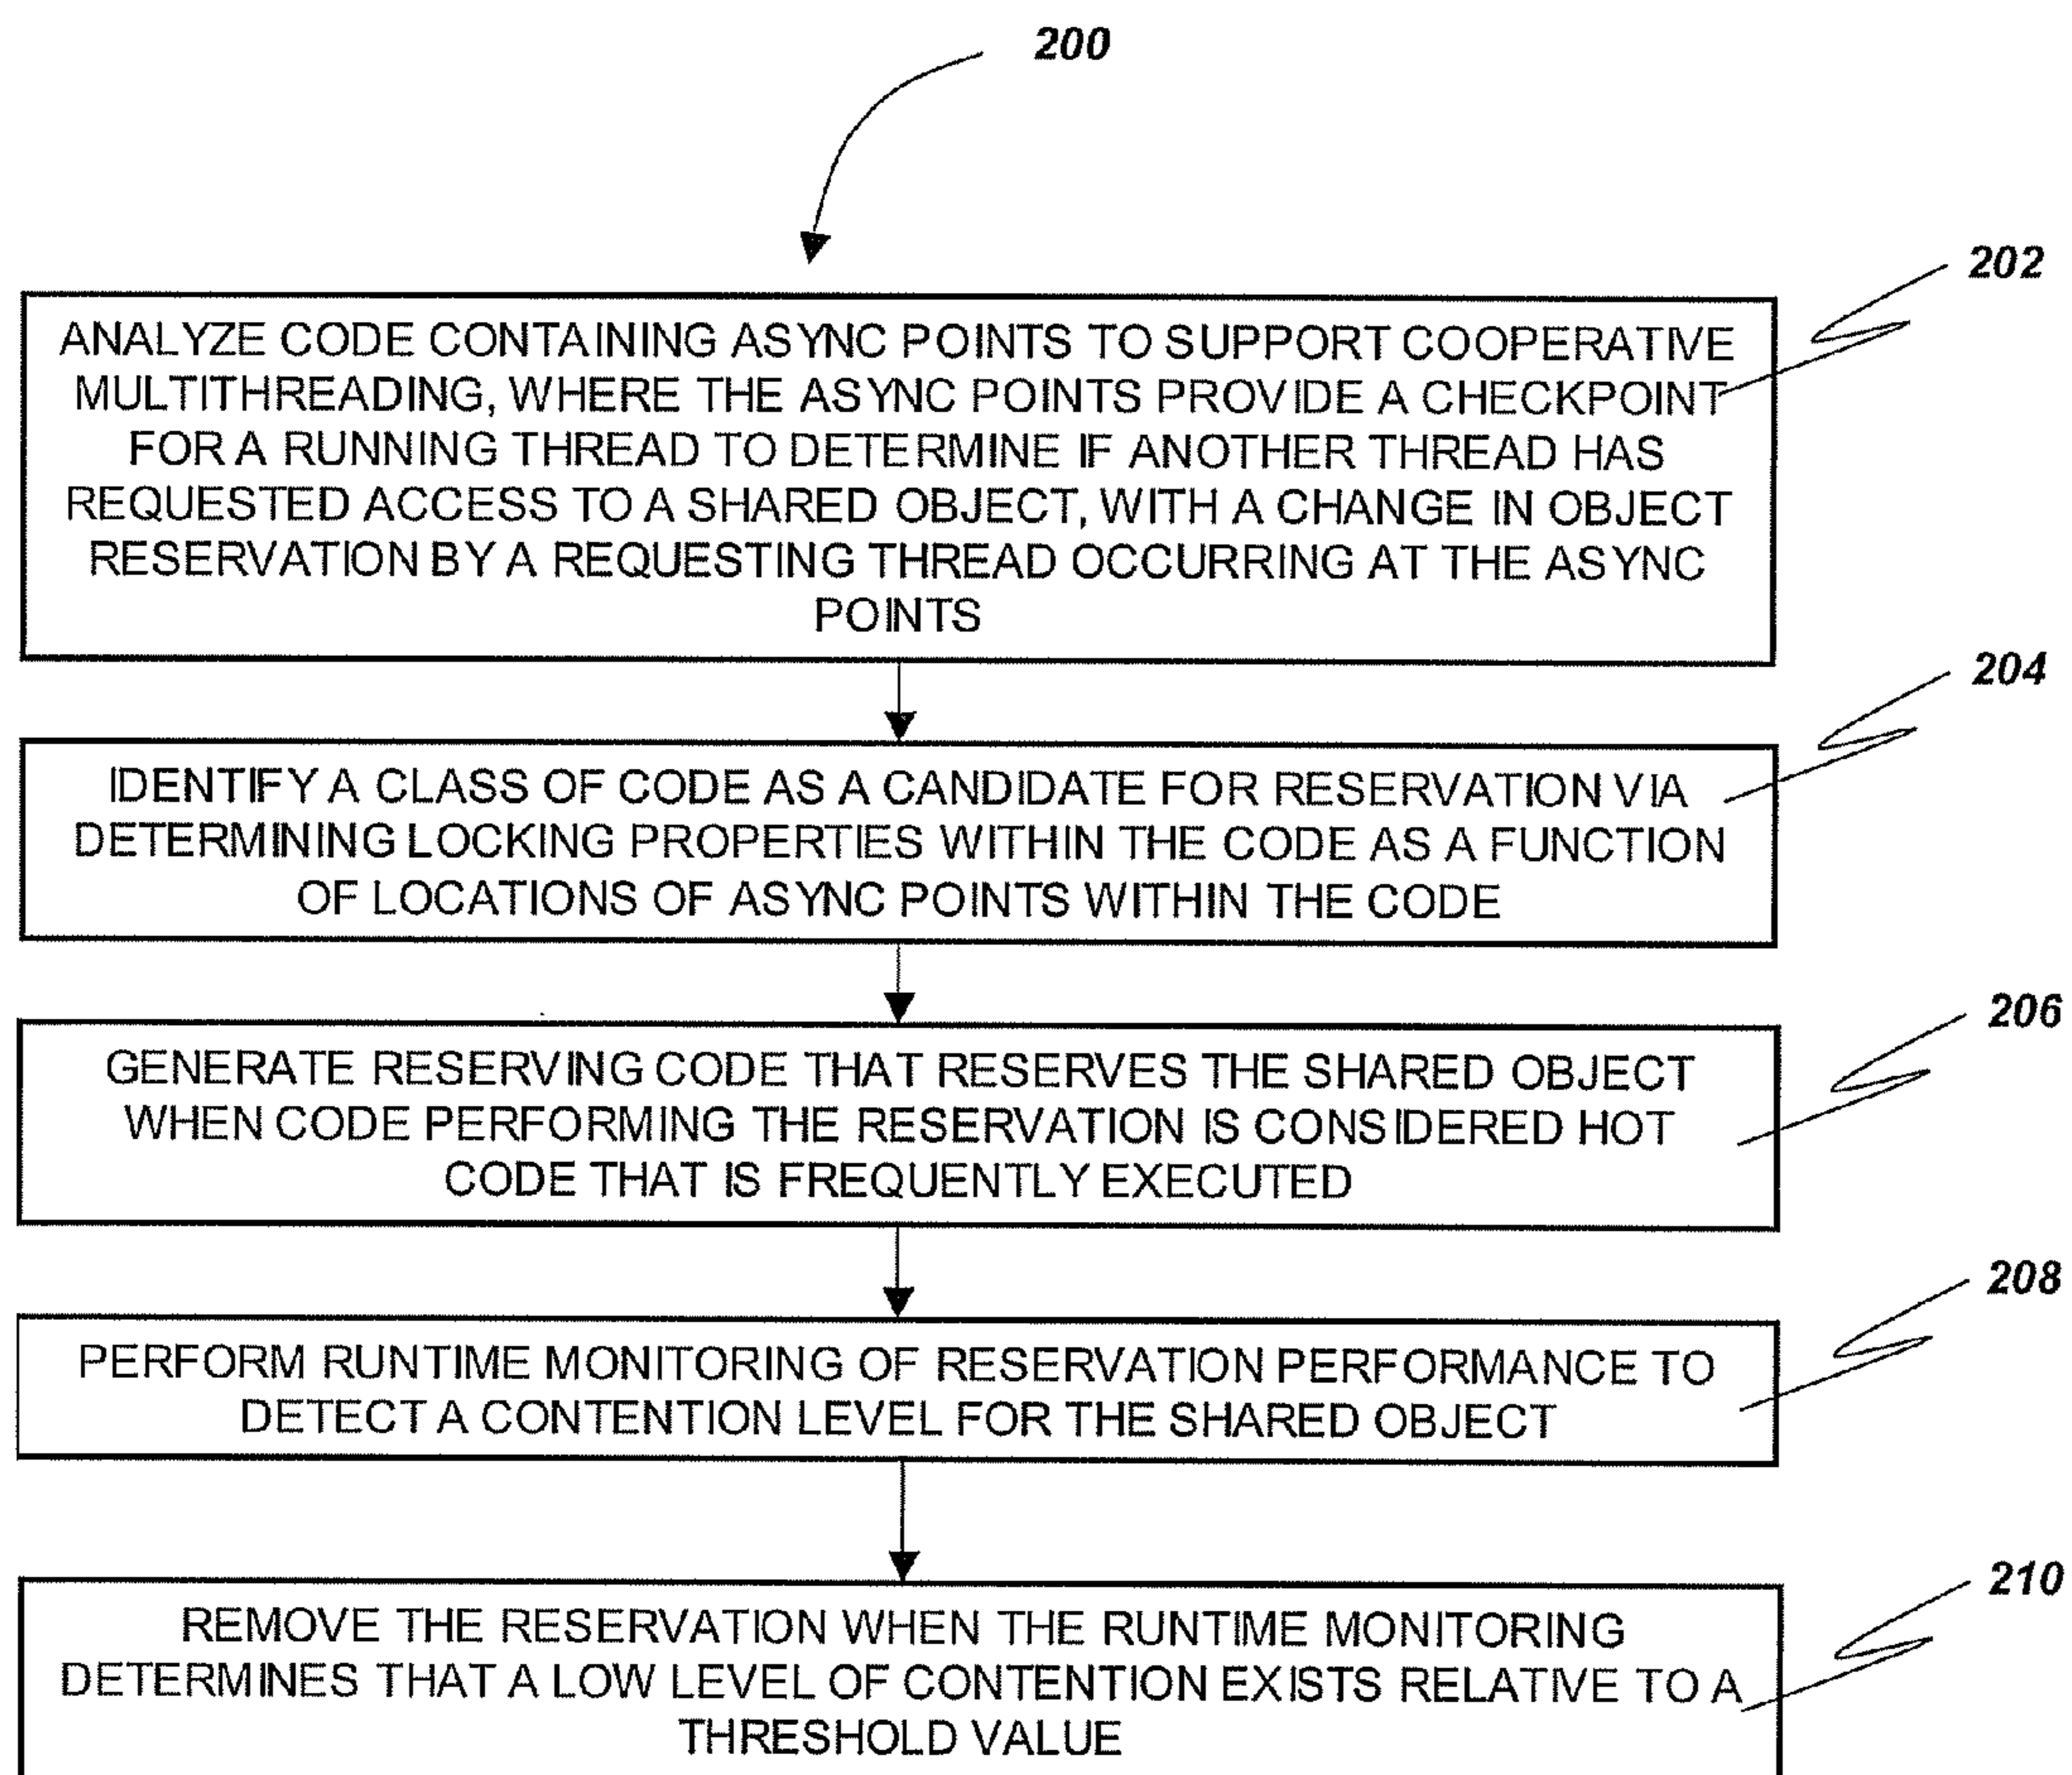 200
202
ANALYZE CODE CONTAINING ASYNC POINTS TO SUPPORT COOPERATIVE
MULTITHREADING, WHERE THE ASYNC POINTS PROVIDE A CHECKPOINT
FOR A RUNNING THREAD TO DETERMINE IF ANOTHER THREAD HAS
REQUESTED ACCESS TO A SHARED OBJECT, WITH A CHANGE IN OBJECT
RESERVATION BY A REQUESTING THREAD OCCURRING AT THE ASYNC
POINTS
204
IDENTIFY A CLASS OF CODE AS A CANDIDATE FOR RESERVATION VIA
DETERMINING LOCKING PROPERTIES WITHIN THE CODE AS A FUNCTION
OF LOCATIONS OF ASYNC POINTS WITHIN THE CODE
206
GENERATE RESERVING CODE THAT RESERVES THE SHARED OBJECT
WHEN CODE PERFORMING THE RESERVATION IS CONSIDERED HOT
CODE THAT IS FREQUENTLY EXECUTED
208
PERFORM RUNTIME MONITORING OF RESERVATION PERFORMANCE TO
DETECT A CONTENTION LEVEL FOR THE SHARED OBJECT
210
REMOVE THE RESERVATION WHEN THE RUNTIME MONITORING
DETERMINES THAT A LOW LEVEL OF CONTENTION EXISTS RELATIVE TO A
THRESHOLD VALUE